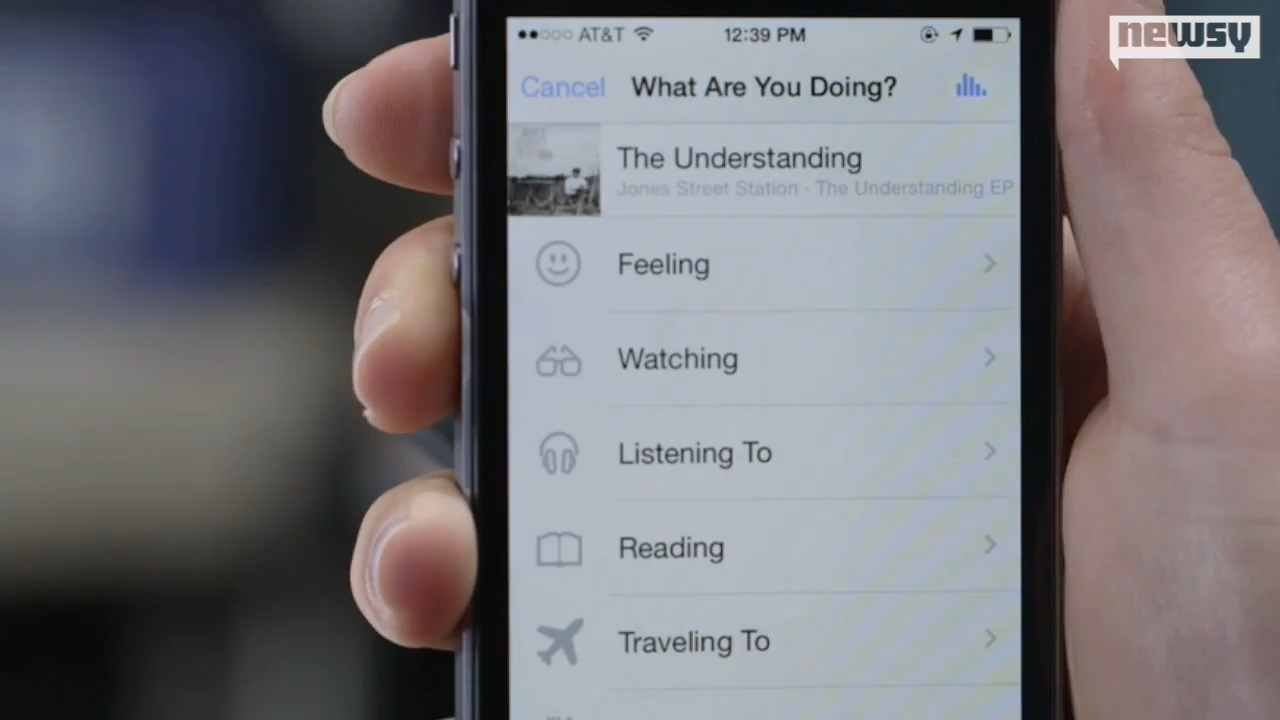 newsy
AT&T 12:39 PM
Cancel What Are You Doing?
The Understanding
Jones Street Station · The Understanding EP
Feeling
Watching
Listening To
Reading
Traveling To